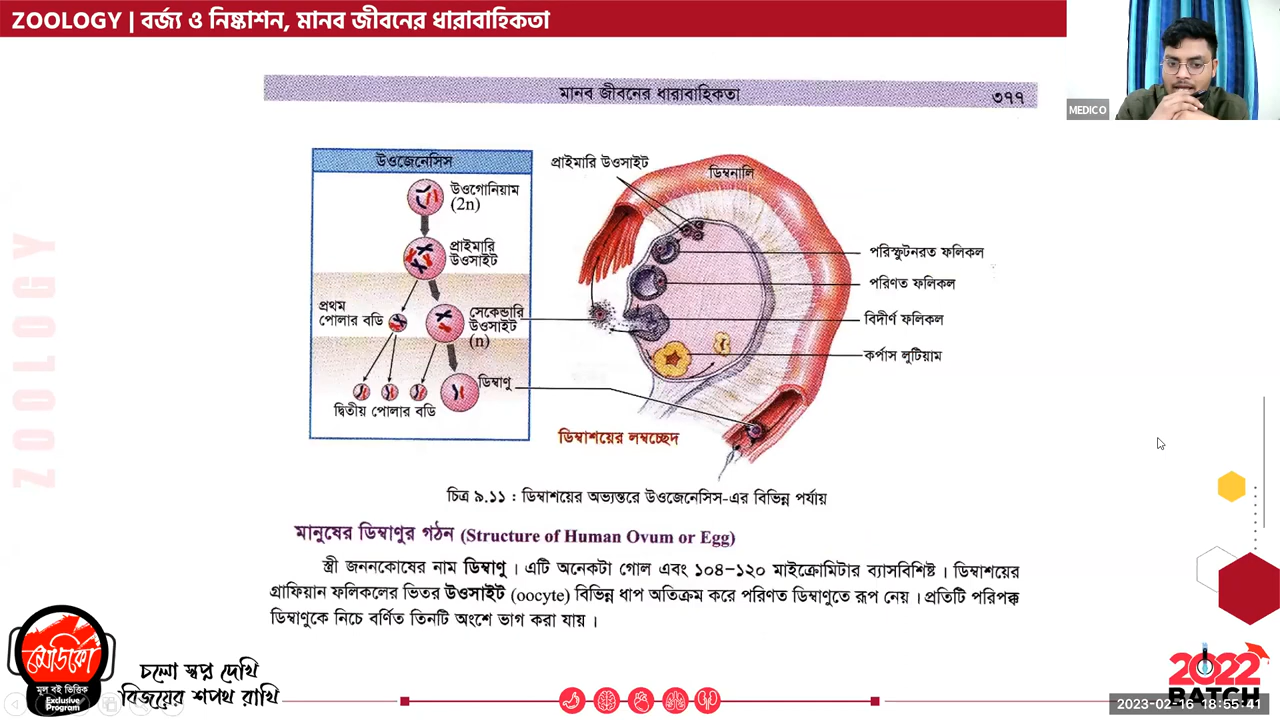 ZOOLOGY | বর্জ্য ও নিষ্কাশন, মানব জীবনের ধারাবাহিকতা
MEDICO
মানব জীবনের ধারাবাহিকতা ৩৭৭
উওজেনেসিস
উওগোনিয়াম
(2n)
প্রাইমারি
উওসাইট
প্রথম
পোলার বডি
সেকেন্ডারি
উওসাইট
(n)
ডিম্বাণু
দ্বিতীয় পোলার বডি
প্রাইমারি উওসাইট
ডিম্বনালি
পরিস্ফুটনরত ফলিকল
পরিণত ফলিকল
বিদীর্ণ ফলিকল
কর্পাস লুটিয়াম
ডিম্বাশয়ের লম্বচ্ছেদ
চিত্র ৯.১১ : ডিম্বাশয়ের অভ্যন্তরে উওজেনেসিস-এর বিভিন্ন পর্যায়
মানুষের ডিম্বাণুর গঠন (Structure of Human Ovum or Egg)
স্ত্রী জননকোষের নাম ডিম্বাণু। এটি অনেকটা গোল এবং ১০৪–১২০ মাইক্রোমিটার ব্যাসবিশিষ্ট। ডিম্বাশয়ের
গ্রাফিয়ান ফলিকলের ভিতর উওসাইট (oocyte) বিভিন্ন ধাপ অতিক্রম করে পরিণত ডিম্বাণুতে রূপ নেয়। প্রতিটি পরিপক্ক
ডিম্বাণুকে নিচে বর্ণিত তিনটি অংশে ভাগ করা যায়।
ZOOLOGY
মেডিকো
মূল বই ভিত্তিক
Exclusive
Program
চলো স্বপ্ন দেখি
বিজয়ের শপথ রাখি
2022
BATCH
2023-02-16 18:55:41